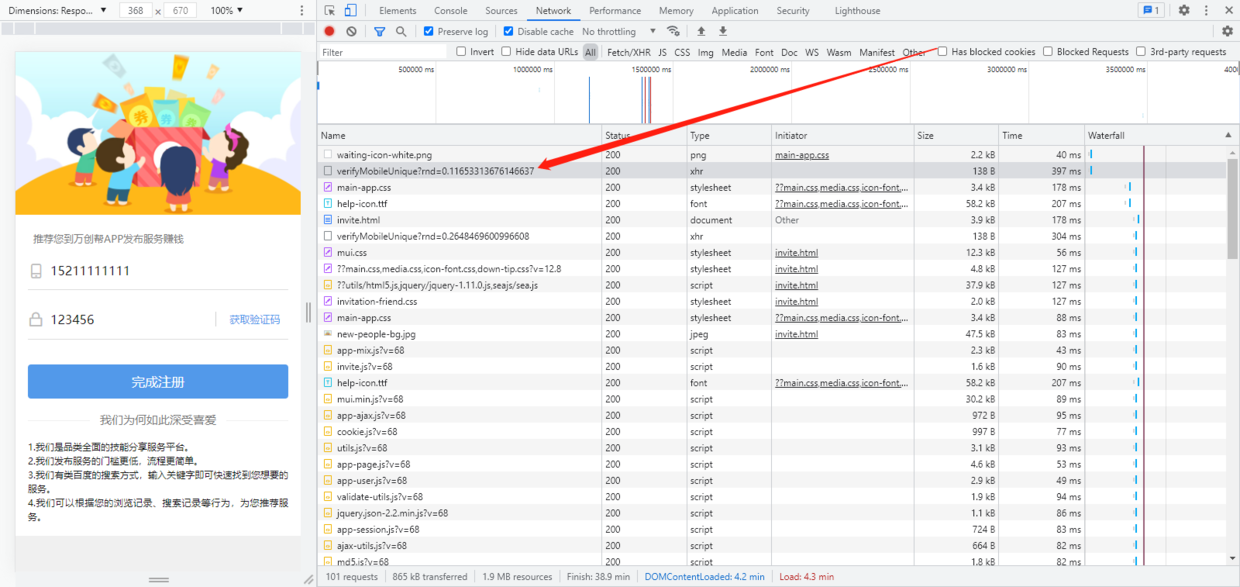 Dimensions: Respo... ▼ 368 x 670 100% ▼
Elements Console Sources Network Performance Memory Application Security Lighthouse 1
Preserve log Disable cache No throttling
Filter Invert Hide data URLs All Fetch/XHR JS CSS Img Media Font Doc WS Wasm Manifest Other Has blocked cookies Blocked Requests 3rd-party requests
500000 ms 1000000 ms 1500000 ms 2000000 ms 2500000 ms 3000000 ms 3500000 ms 400
Name Status Type Initiator Size Time Waterfall
waiting-icon-white.png 200 png main-app.css 2.2 kB 40 ms
verifyMobileUnique?rnd=0.11653313676146637 200 xhr 138 B 397 ms
main-app.css 200 stylesheet ??main.css,media.css,icon-font,... 3.4 kB 178 ms
help-icon.ttf 200 font ??main.css,media.css,icon-font,... 58.2 kB 207 ms
invite.html 200 document Other 3.9 kB 178 ms
verifyMobileUnique?rnd=0.2648469600996608 200 xhr 138 B 304 ms
mui.css 200 stylesheet invite.html 12.3 kB 56 ms
??main.css,media.css,icon-font.css,down-tip.css?v=12.8 200 stylesheet invite.html 4.8 kB 127 ms
??utils/html5.js,jquery/jquery-1.11.0.js,seajs/sea.js 200 script invite.html 37.9 kB 127 ms
invitation-friend.css 200 stylesheet invite.html 2.0 kB 127 ms
main-app.css 200 stylesheet ??main.css,media.css,icon-font,... 3.4 kB 88 ms
new-people-bg.jpg 200 jpeg invite.html 47.5 kB 83 ms
app-mix.js?v=68 200 script 2.3 kB 43 ms
invite.js?v=68 200 script 1.6 kB 90 ms
help-icon.ttf 200 font ??main.css,media.css,icon-font,... 58.2 kB 207 ms
mui.min.js?v=68 200 script 30.2 kB 89 ms
app-ajax.js?v=68 200 script 972 B 95 ms
cookie.js?v=68 200 script 997 B 77 ms
utils.js?v=68 200 script 3.1 kB 93 ms
app-page.js?v=68 200 script 4.6 kB 53 ms
app-user.js?v=68 200 script 2.9 kB 49 ms
validate-utils.js?v=68 200 script 1.9 kB 94 ms
jquery.json-2.2.min.js?v=68 200 script 1.1 kB 86 ms
app-session.js?v=68 200 script 724 B 83 ms
ajax-utils.js?v=68 200 script 664 B 82 ms
md5.js?v=68 200 script 1.8 kB 82 ms
101 requests 865 kB transferred 1.9 MB resources Finish: 38.9 min DOMContentLoaded: 4.2 min Load: 4.3 min
券 券
推荐您到万创帮APP发布服务赚钱
15211111111
123456 获取验证码
完成注册
我们为何如此深受喜爱
1.我们是品类全面的技能分享服务平台。
2.我们发布服务的门槛更低，流程更简单。
3.我们有类百度的搜索方式，输入关键字即可快速找到您想要的
服务。
4.我们可以根据您的浏览记录、搜索记录等行为，为您推荐服
务。